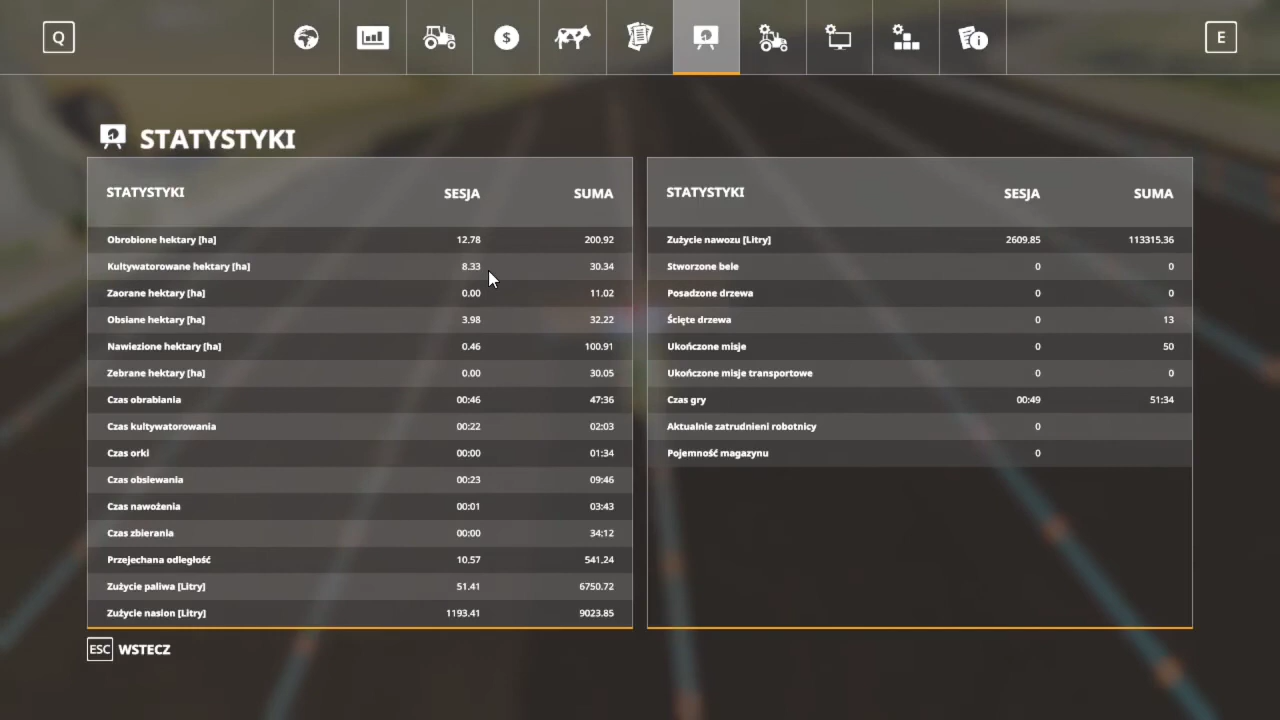 Q
E
STATYSTYKI
STATYSTYKI SESJA SUMA
Obrobione hektary [ha] 12.78 200.92
Kultywatorowane hektary [ha] 8.33 30.34
Zaorane hektary [ha] 0.00 11.02
Obsiane hektary [ha] 3.98 32.22
Nawiezione hektary [ha] 0.46 100.91
Zebrane hektary [ha] 0.00 30.05
Czas obrabiania 00:46 47:36
Czas kultywatorowania 00:22 02:03
Czas orki 00:00 01:34
Czas obsiewania 00:23 09:46
Czas nawożenia 00:01 03:43
Czas zbierania 00:00 34:12
Przejechana odległość 10.57 541.24
Zużycie paliwa [Litry] 51.41 6750.72
Zużycie nasion [Litry] 1193.41 9023.85
STATYSTYKI SESJA SUMA
Zużycie nawozu [Litry] 2609.85 113315.36
Stworzone bele 0 0
Posadzone drzewa 0 0
Ścięte drzewa 0 13
Ukończone misje 0 50
Ukończone misje transportowe 0 0
Czas gry 00:49 51:34
Aktualnie zatrudnieni robotnicy 0
Pojemność magazynu 0
ESC WSTECZ